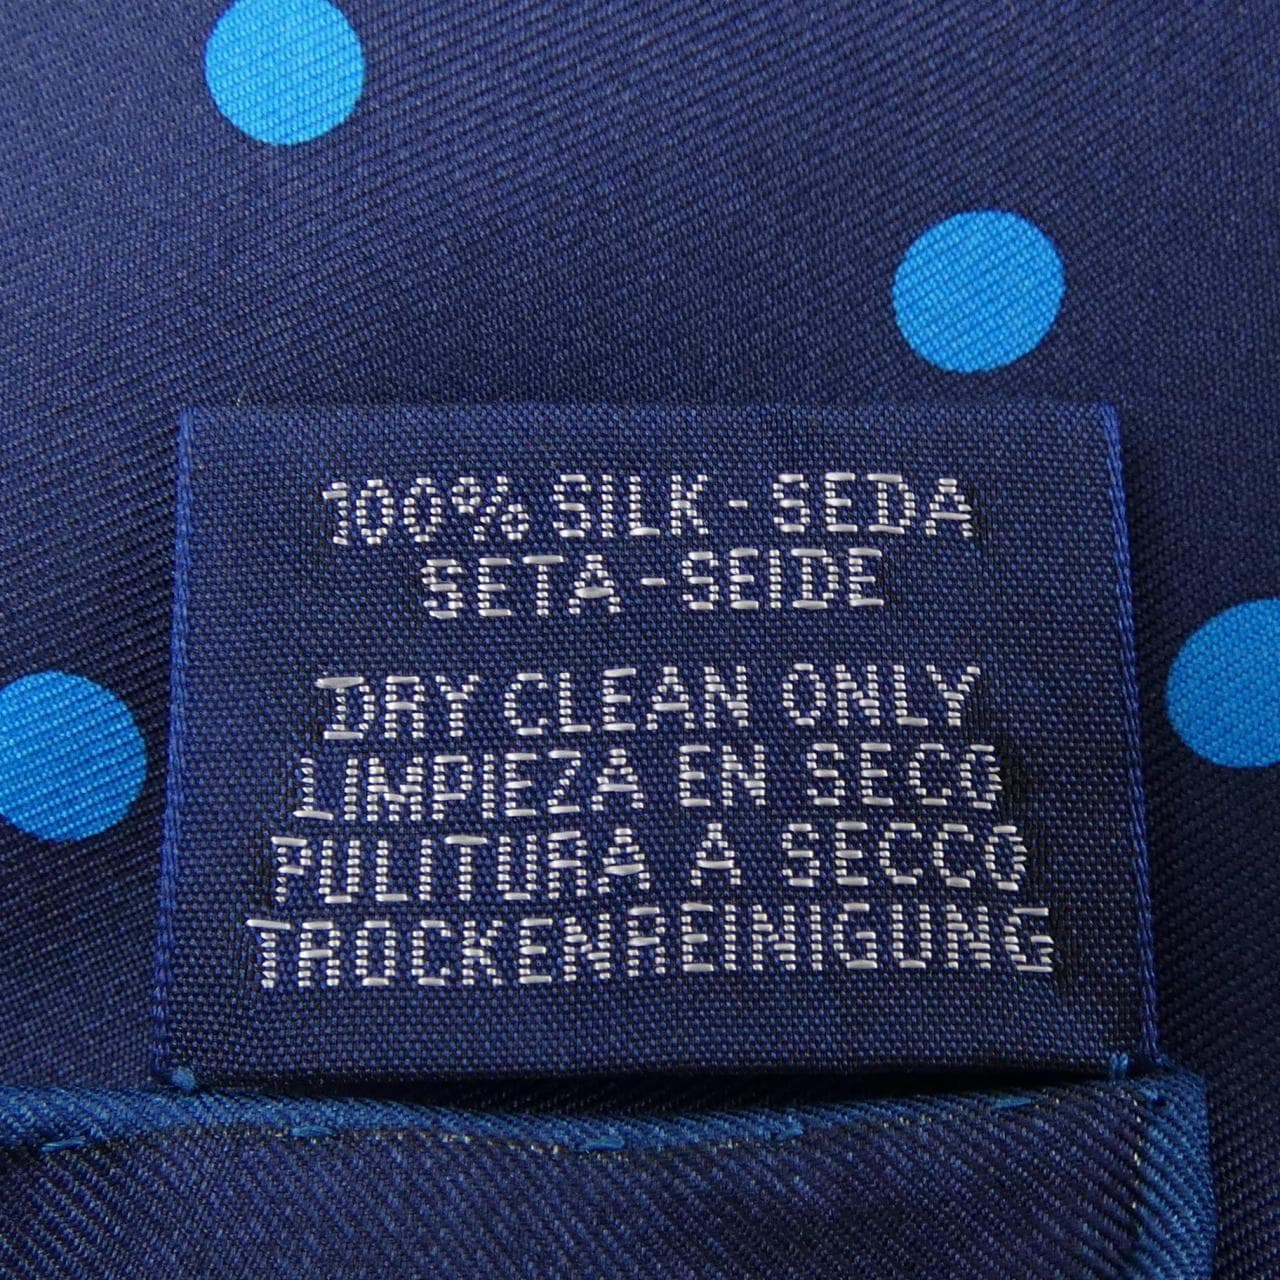 100% SILK - SEDA
SETA - SEIDE
DRY CLEAN ONLY
LIMPIEZA EN SECO
PULITURA A SECCO
TROCKENREINIGUNG